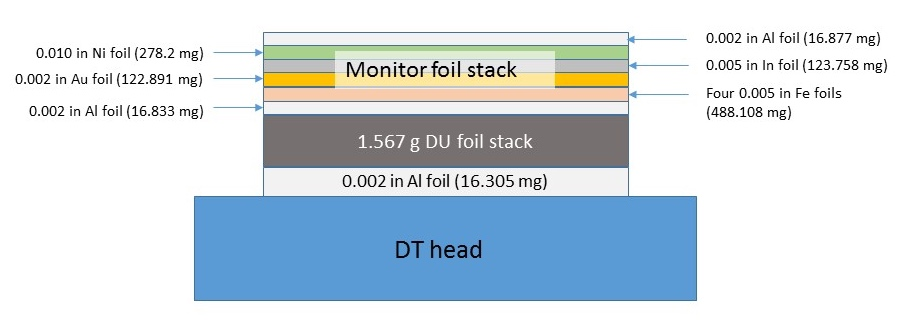 0.002 in Al foil (16.877 mg)
0.010 in Ni foil (278.2 mg)
0.005 in In foil (123.758 mg)
Monitor foil stack
0.002 in Au foil (122.891 mg)
Four 0.005 in Fe foils
(488.108 mg)
0.002 in Al foil (16.833 mg)
1.567 g DU foil stack
0.002 in Al foil (16.305 mg)
DT head